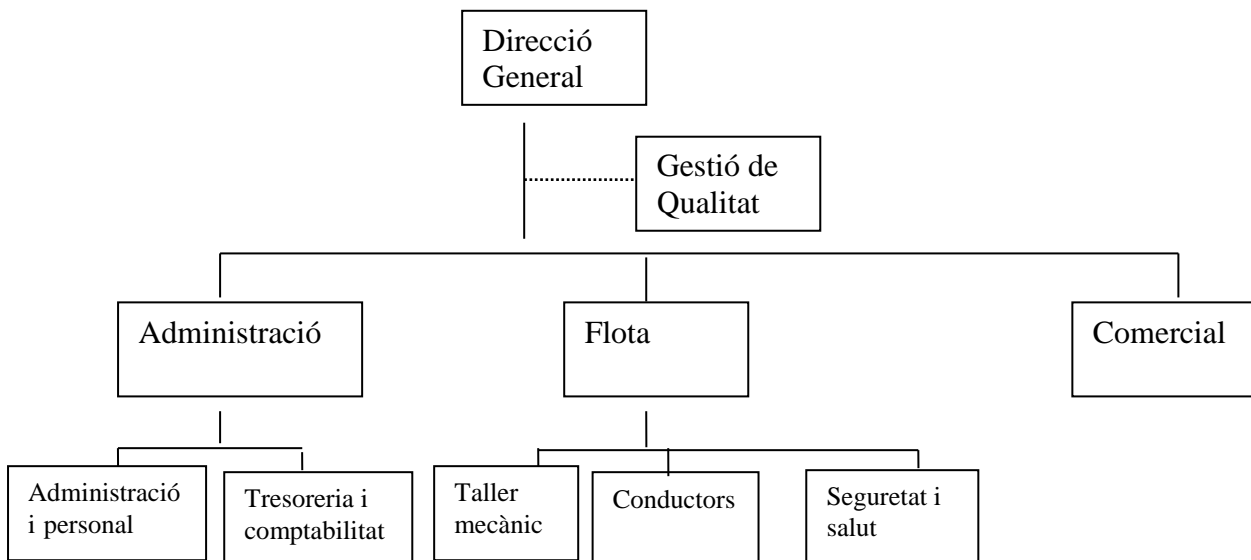 Direcció
General
Gestió de
Qualitat
Administració
Flota
Comercial
Administració
i personal
Tresoreria i
comptabilitat
Taller
mecànic
Conductors
Seguretat i
salut